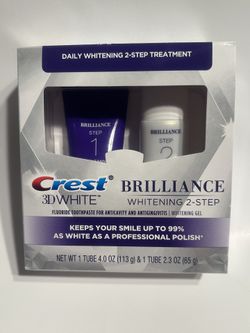 DAILY WHITENING 2-STEP TREATMENT
BRILLIANCE
STEP
1
BRILLIANCE
STEP
2
Crest
3DWHITE™
BRILLIANCE
WHITENING 2-STEP
FLUORIDE TOOTHPASTE FOR ANTICAVITY AND ANTIGINGIVITIS | WHITENING GEL
KEEPS YOUR SMILE UP TO 99%
AS WHITE AS A PROFESSIONAL POLISH*
NET WT 1 TUBE 4.0 OZ (113 g) & 1 TUBE 2.3 OZ (65 g)